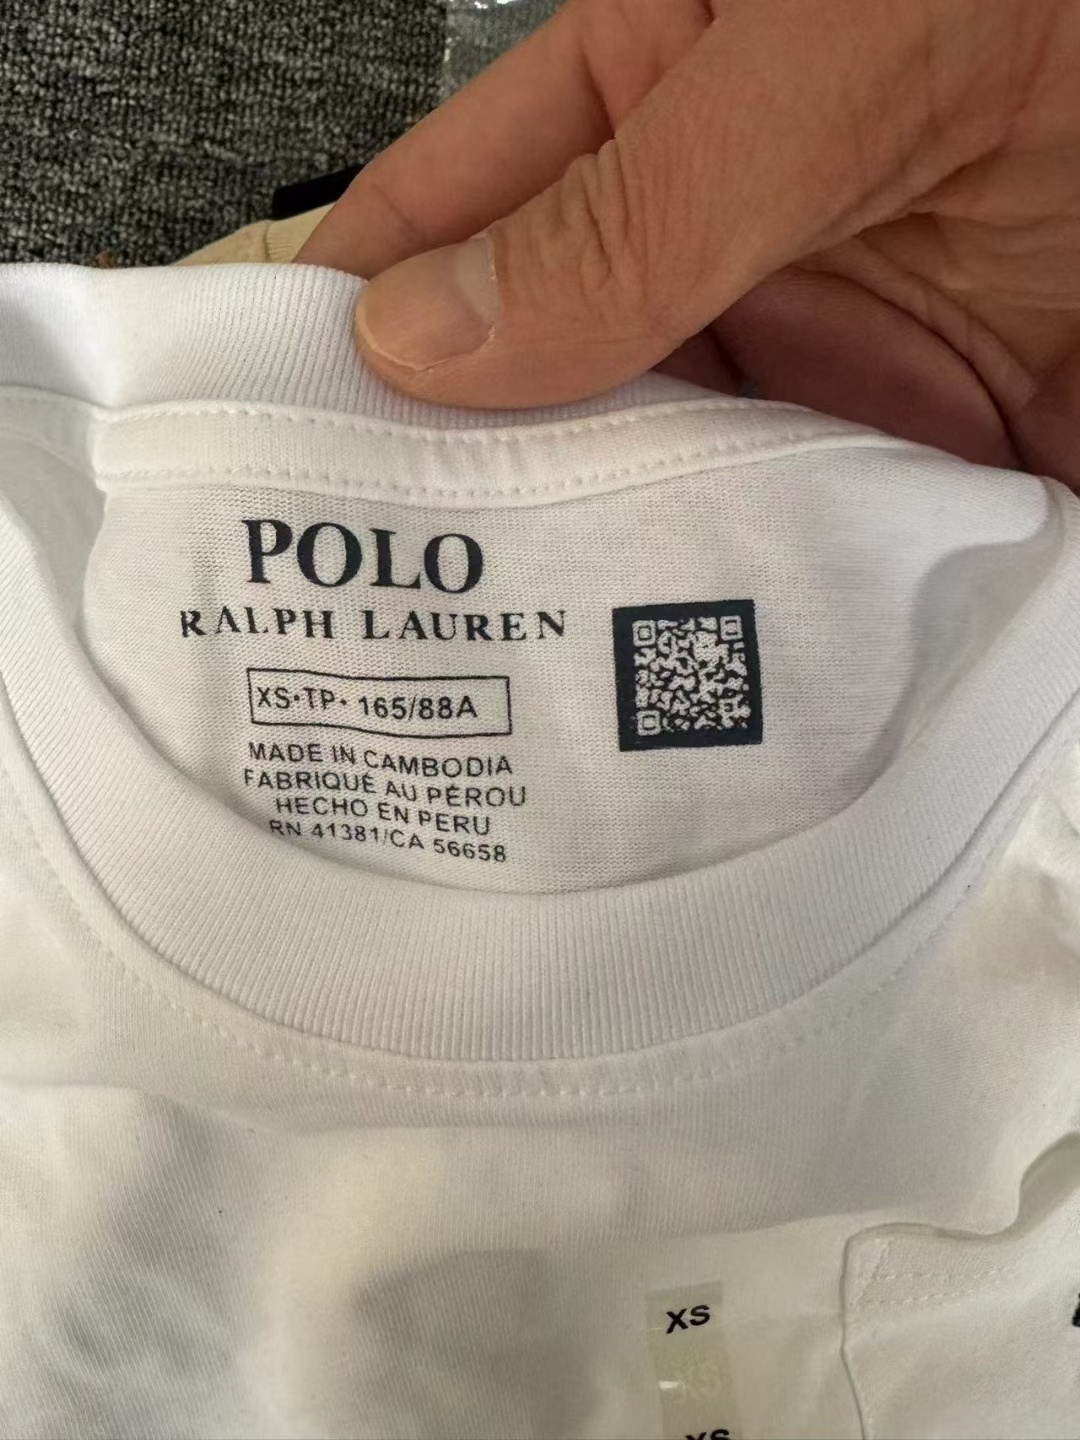 POLO
RALPH LAUREN
XS•TP• 165/88A
MADE IN CAMBODIA
FABRIQUÉ AU PÉROU
HECHO EN PERU
RN 41381/CA 56658
XS
XS
XS